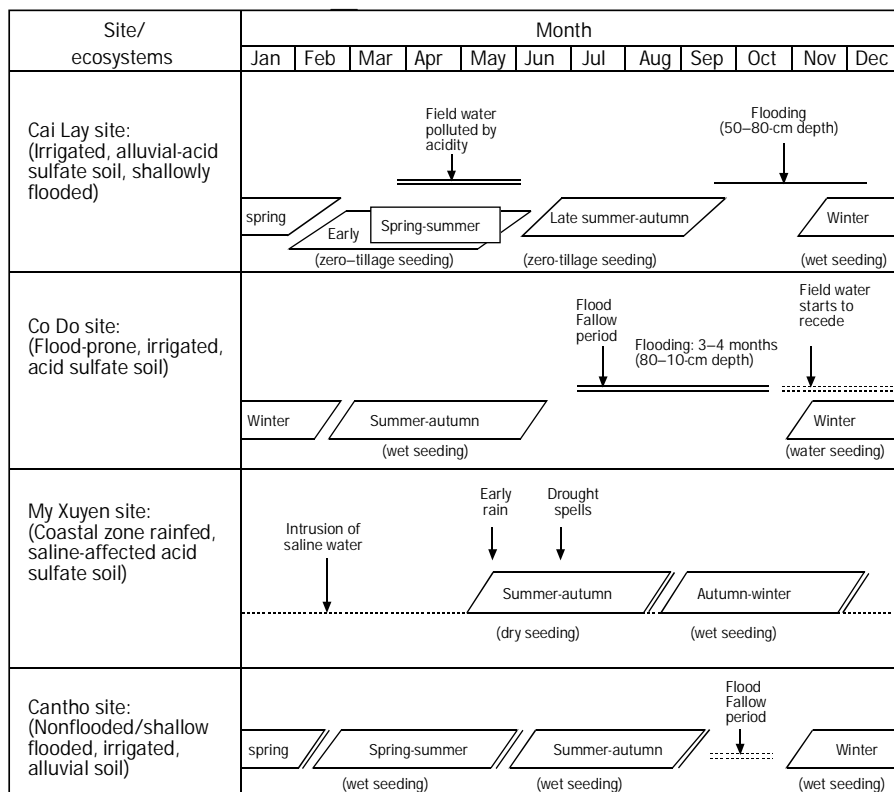 Site/
ecosystems
Month
Jan Feb Mar Apr May Jun Jul Aug Sep Oct Nov Dec
Cai Lay site:
(Irrigated, alluvial-acid
sulfate soil, shallowly
flooded)
Field water
polluted by
acidity
Flooding
(50–80-cm depth)
spring
Early
Spring-summer
Late summer-autumn
Winter
(zero–tillage seeding)
(zero-tillage seeding)
(wet seeding)
Co Do site:
(Flood-prone, irrigated,
acid sulfate soil)
Flood
Fallow
period
Flooding: 3–4 months
(80–10-cm depth)
Field water
starts to
recede
Winter
Summer-autumn
Winter
(wet seeding)
(water seeding)
My Xuyen site:
(Coastal zone rainfed,
saline-affected acid
sulfate soil)
Intrusion of
saline water
Early
rain
Drought
spells
Summer-autumn
Autumn-winter
(dry seeding)
(wet seeding)
Cantho site:
(Nonflooded/shallow
flooded, irrigated,
alluvial soil)
Flood
Fallow
period
spring
Spring-summer
Summer-autumn
Winter
(wet seeding)
(wet seeding)
(wet seeding)